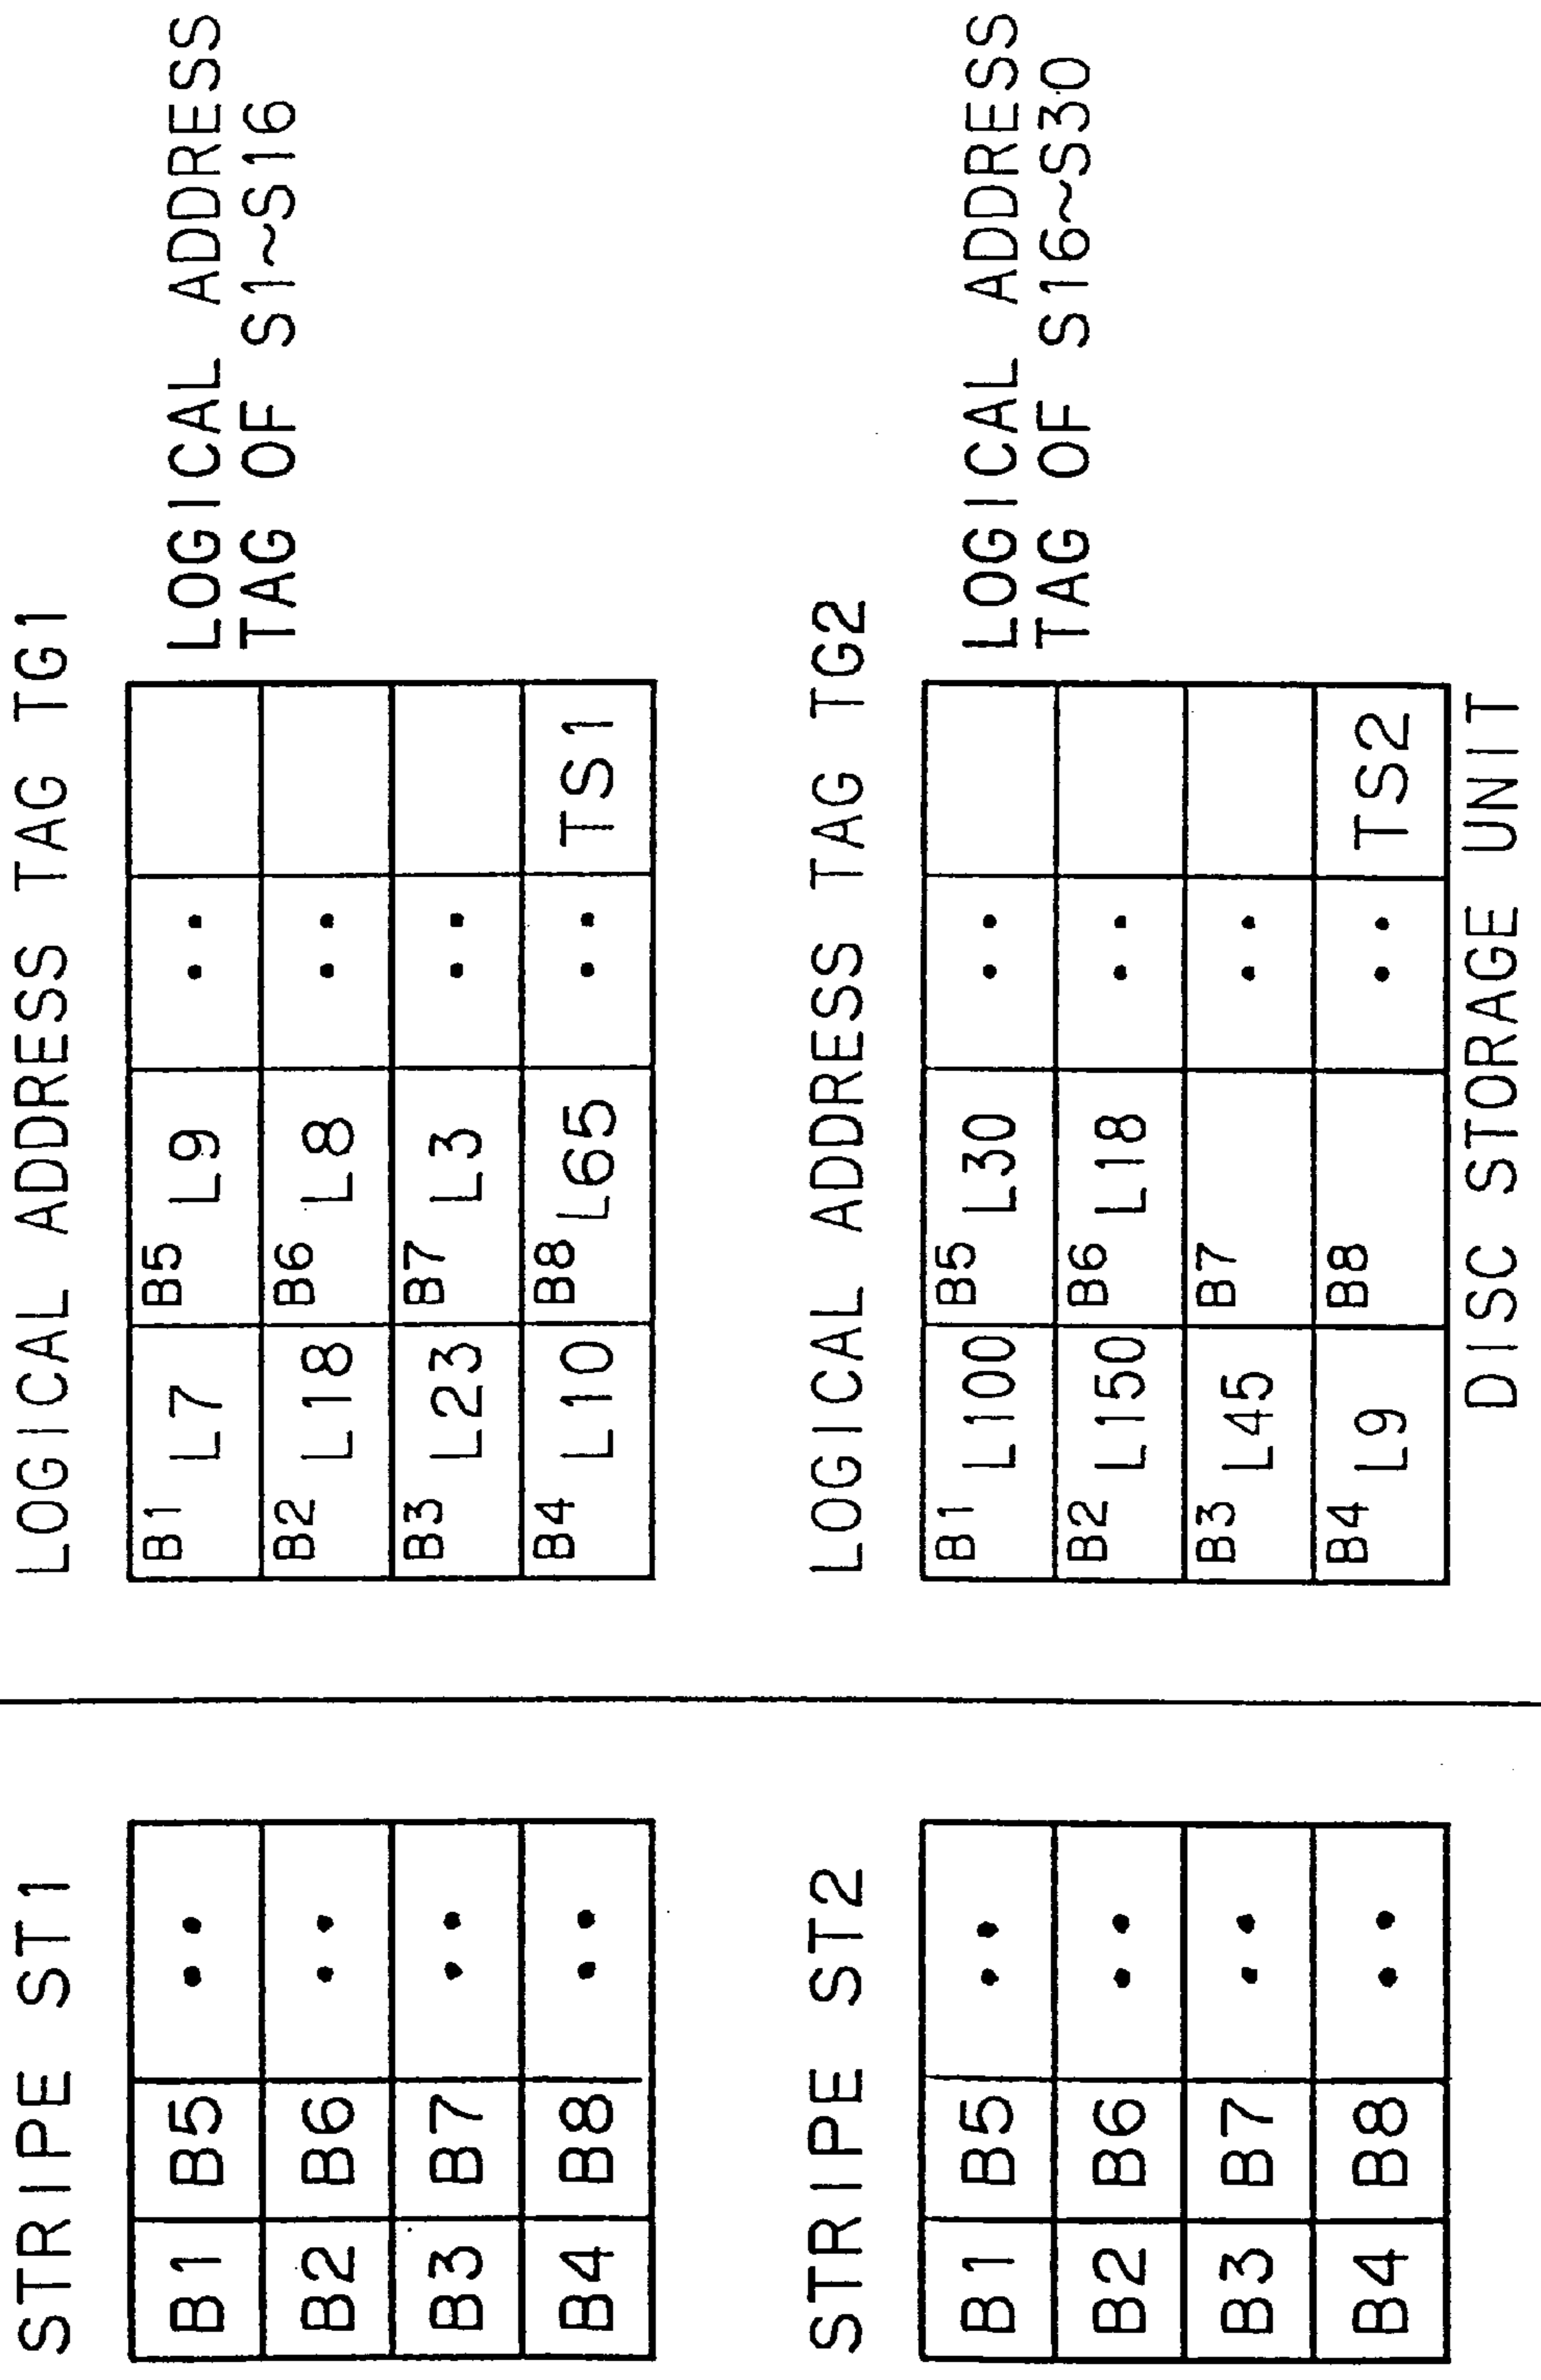 STRIPE ST1
B1 B5 : 
B2 B6 : 
B3 B7 : 
B4 B8 : 
LOGICAL ADDRESS TAG TG1
B1 L7 B5 L9 : 
B2 L18 B6 L8 : 
B3 L23 B7 L3 : 
B4 L10 B8 L65 : TS1
LOGICAL ADDRESS
TAG OF S1~S16
STRIPE ST2
B1 B5 : 
B2 B6 : 
B3 B7 : 
B4 B8 : 
LOGICAL ADDRESS TAG TG2
B1 L100 B5 L30 : 
B2 L150 B6 L18 : 
B3 L45 B7 : 
B4 L9 B8 : TS2
LOGICAL ADDRESS
TAG OF S16~S30
DISC STORAGE UNIT